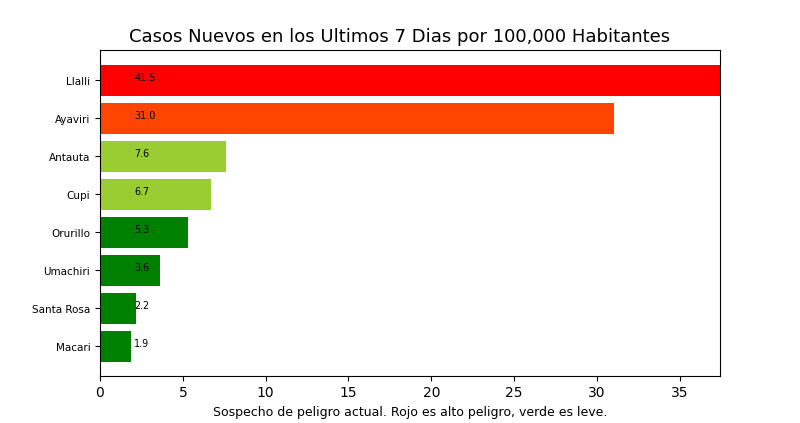 Casos Nuevos en los Ultimos 7 Dias por 100,000 Habitantes
Llalli 41.5
Ayaviri 31.0
Antauta 7.6
Cupi 6.7
Orurillo 5.3
Umachiri 3.6
Santa Rosa 2.2
Macari 1.9
0 5 10 15 20 25 30 35
Sospecho de peligro actual. Rojo es alto peligro, verde es leve.